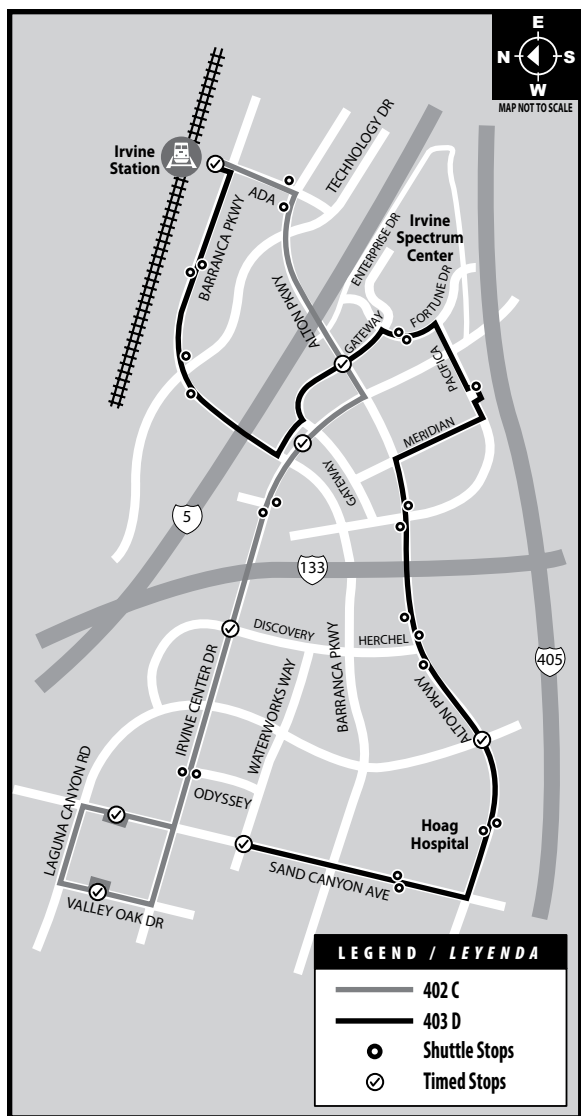 E
N
S
W
MAP NOT TO SCALE
Irvine
Station
TECHNOLOGY DR
ADA
BARRANCA PKWY
ENTERPRISE DR
Irvine
Spectrum
Center
ALTON PKWY
FORTUNE DR
GATEWAY
PACIFICA
MERIDIAN
GATEWAY
5
133
405
DISCOVERY
HERCHEL
IRVINE CENTER DR
WATERWORKS WAY
BARRANCA PKWY
ALTON PKWY
LAGUNA CANYON RD
ODYSSEY
Hoag
Hospital
SAND CANYON AVE
VALLEY OAK DR
LEGEND / LEYENDA
402 C
403 D
Shuttle Stops
Timed Stops